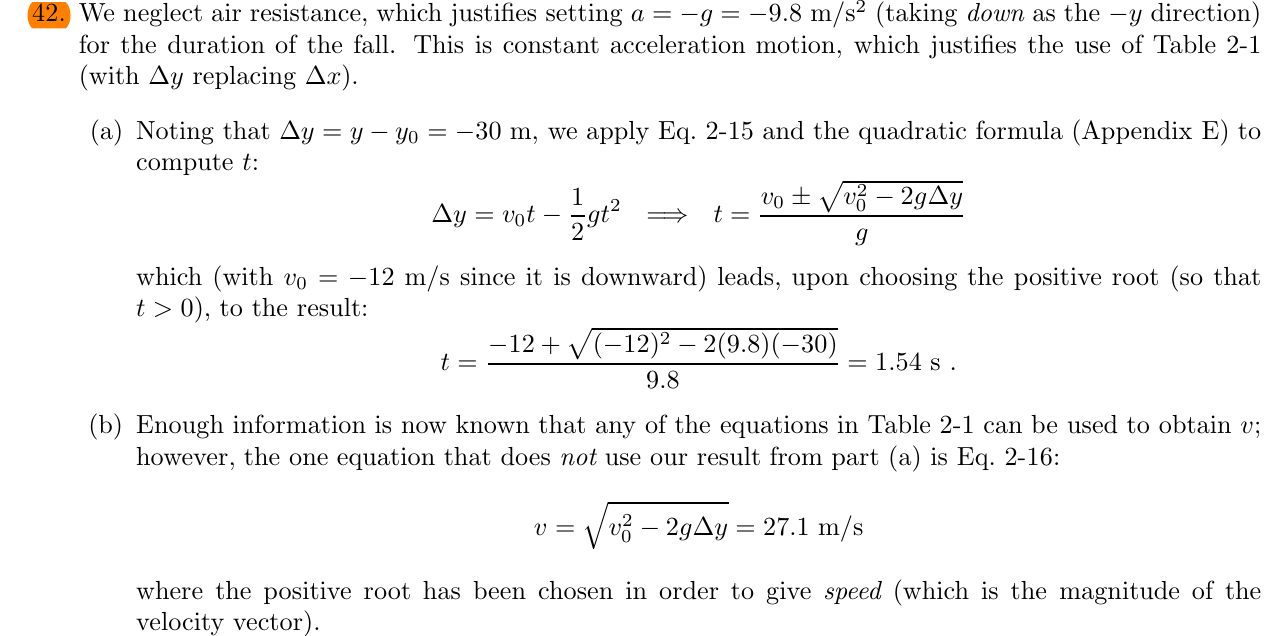 42. We neglect air resistance, which justifies setting a = −g = −9.8 m/s² (taking down as the −y direction)
for the duration of the fall. This is constant acceleration motion, which justifies the use of Table 2-1
(with Δy replacing Δx).
(a) Noting that Δy = y − y₀ = −30 m, we apply Eq. 2-15 and the quadratic formula (Appendix E) to
compute t:
Δy = v₀t − 1/2 gt² ⟹ t = (v₀ ± √(v₀² − 2gΔy))/g
which (with v₀ = −12 m/s since it is downward) leads, upon choosing the positive root (so that
t > 0), to the result:
t = (−12 + √((−12)² − 2(9.8)(−30)))/9.8 = 1.54 s .
(b) Enough information is now known that any of the equations in Table 2-1 can be used to obtain v;
however, the one equation that does not use our result from part (a) is Eq. 2-16:
v = √(v₀² − 2gΔy) = 27.1 m/s
where the positive root has been chosen in order to give speed (which is the magnitude of the
velocity vector).